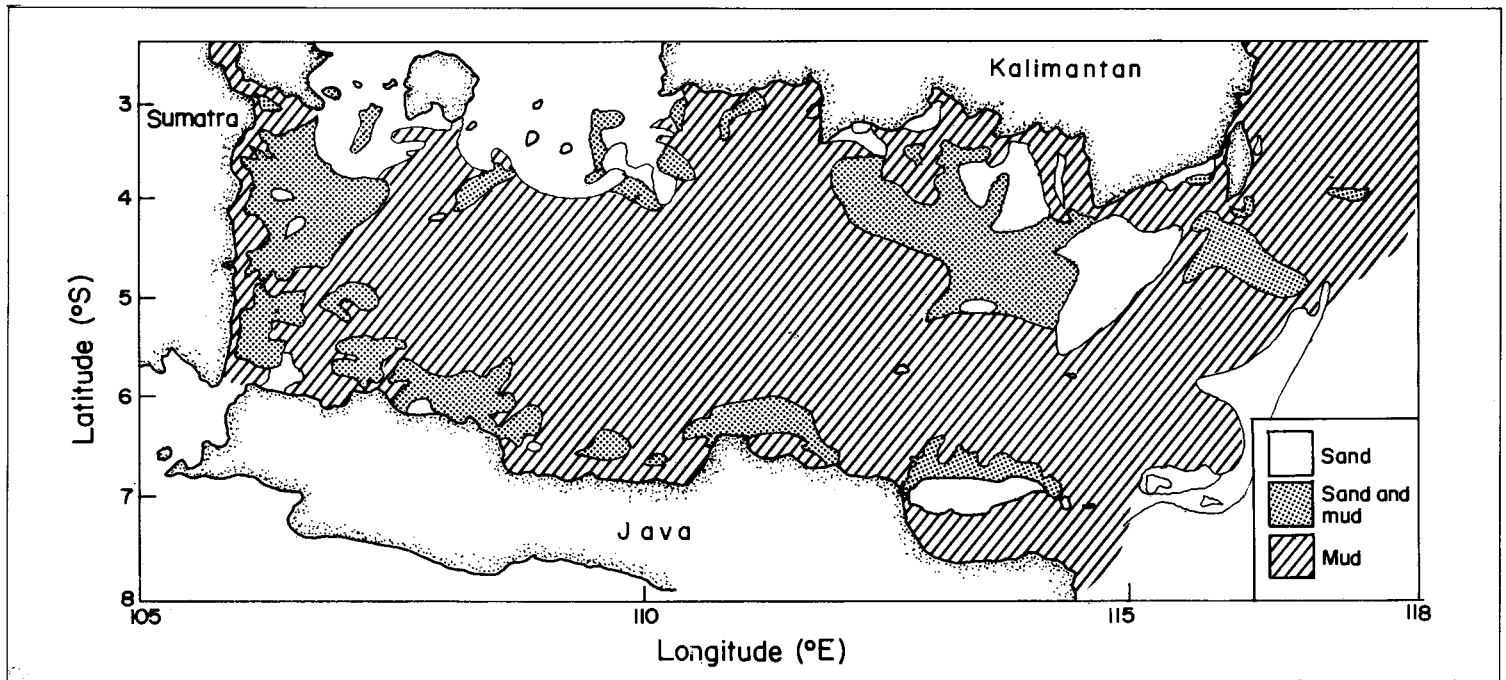 Kalimantan
Sumatra
3
4
5
6
7
8
Latitude (°S)
Java
Sand
Sand and
mud
Mud
105
110
115
118
Longitude (°E)